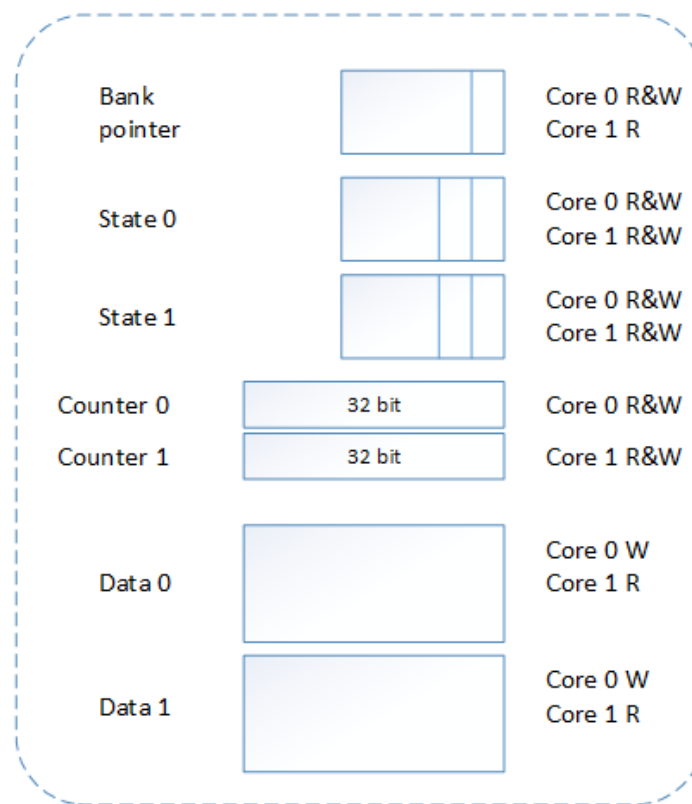 Bank
pointer
Core 0 R&W
Core 1 R
State 0
Core 0 R&W
Core 1 R&W
State 1
Core 0 R&W
Core 1 R&W
Counter 0
32 bit
Core 0 R&W
Counter 1
32 bit
Core 1 R&W
Data 0
Core 0 W
Core 1 R
Data 1
Core 0 W
Core 1 R